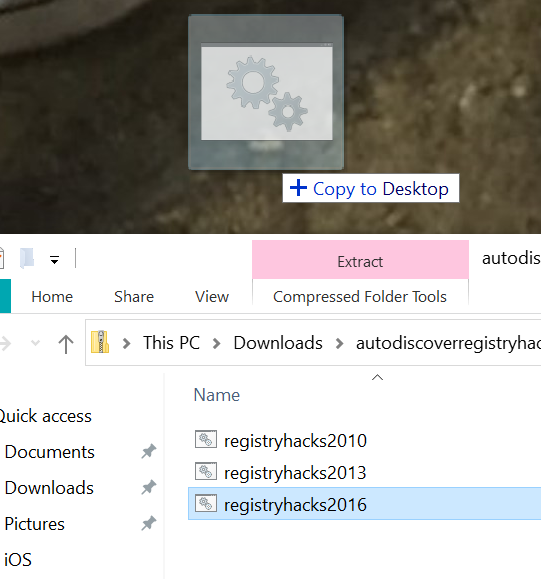 Copy to Desktop
Extract
autodis
Home
Share
View
Compressed Folder Tools
This PC
Downloads
autodiscoverregistryhac
Name
Quick access
registryhacks2010
Documents
registryhacks2013
Downloads
registryhacks2016
Pictures
iOS